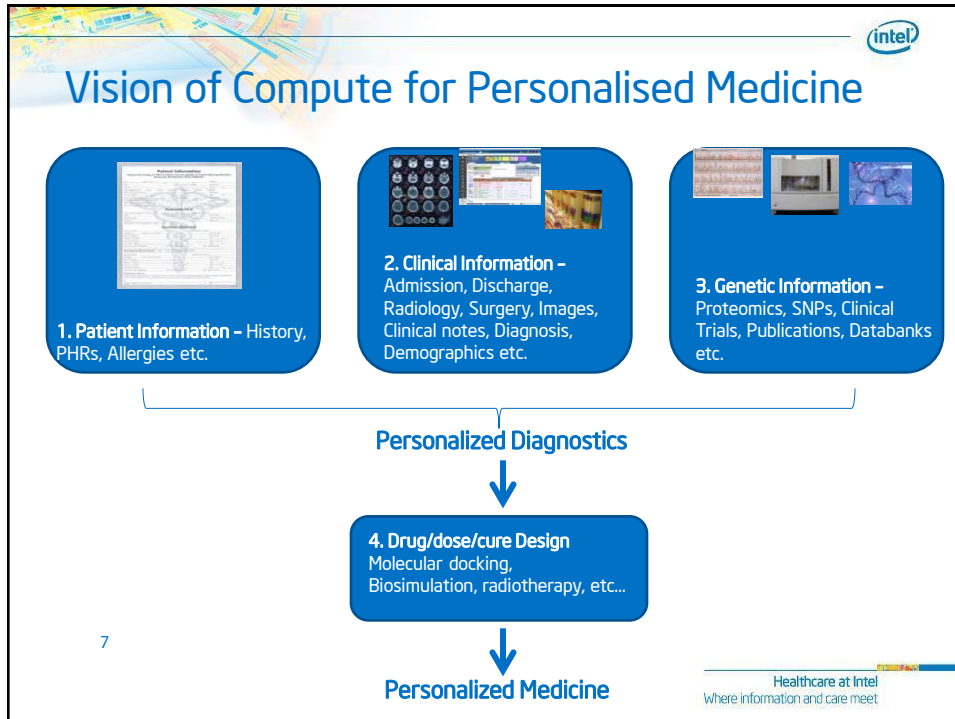 intel
Vision of Compute for Personalised Medicine
Patient Information
1. Patient Information – History,
PHRs, Allergies etc.
2. Clinical Information –
Admission, Discharge,
Radiology, Surgery, Images,
Clinical notes, Diagnosis,
Demographics etc.
3. Genetic Information –
Proteomics, SNPs, Clinical
Trials, Publications, Databanks
etc.
Personalized Diagnostics
4. Drug/dose/cure Design
Molecular docking,
Biosimulation, radiotherapy, etc...
Personalized Medicine
7
Healthcare at Intel
Where information and care meet